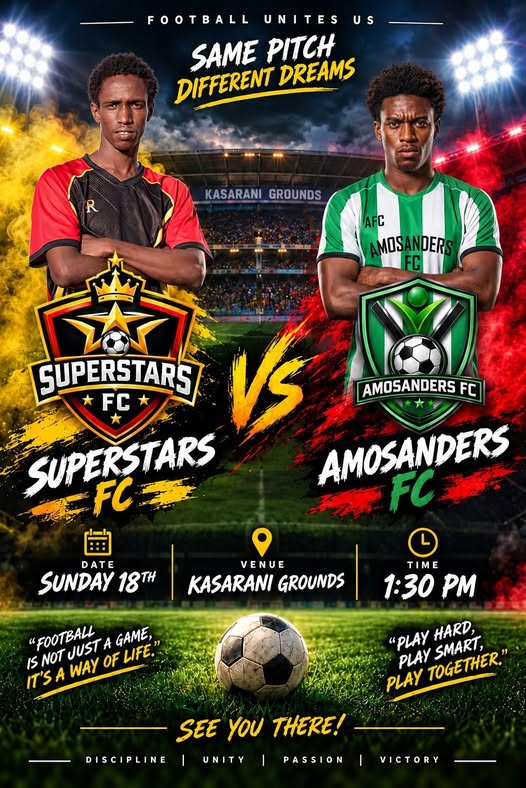 FOOTBALL UNITES US
SAME PITCH
DIFFERENT DREAMS
KASARANI GROUNDS
R
AFC
AMOSANDERS
FC
SUPERSTARS
FC
AMOSANDERS FC
VS
SUPERSTARS
FC
AMOSANDERS
FC
DATE
SUNDAY 18TH
VENUE
KASARANI GROUNDS
TIME
1:30 PM
"FOOTBALL
IS NOT JUST A GAME,
IT'S A WAY OF LIFE."
"PLAY HARD,
PLAY SMART,
PLAY TOGETHER."
SEE YOU THERE!
DISCIPLINE | UNITY | PASSION | VICTORY